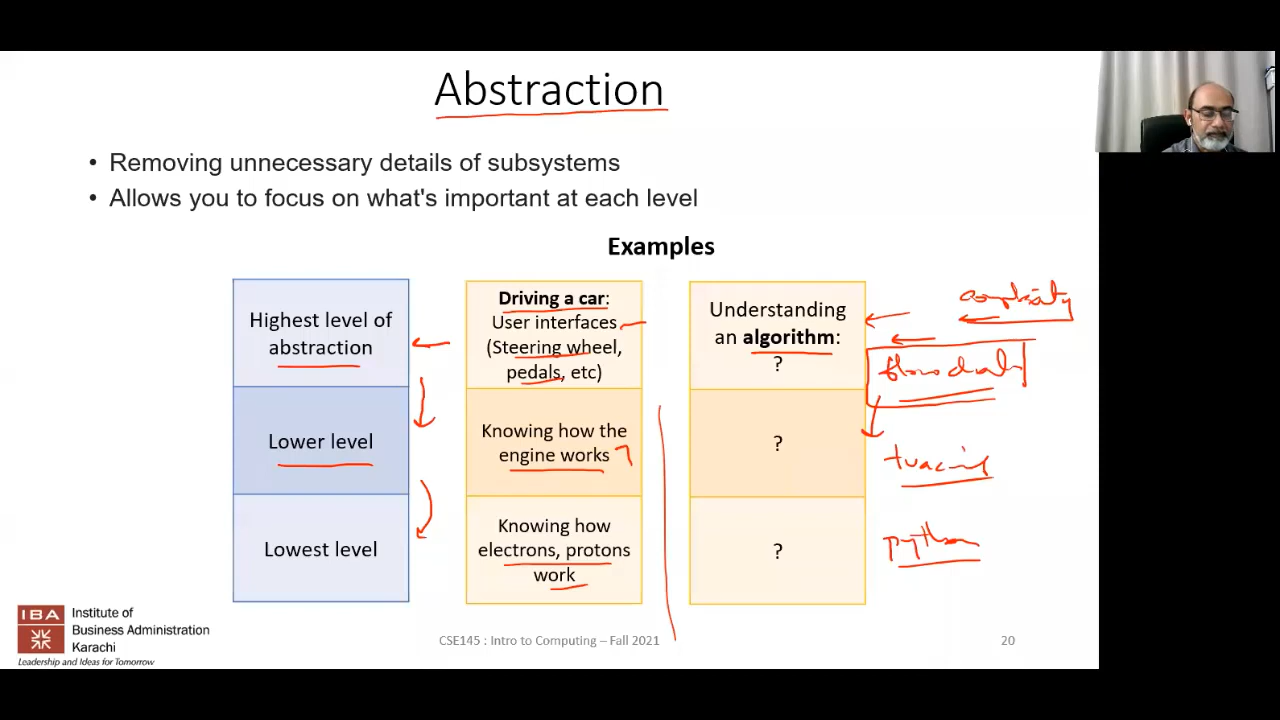 Abstraction
• Removing unnecessary details of subsystems
• Allows you to focus on what's important at each level
Examples
Highest level of
abstraction
Driving a car:
User interfaces
(Steering wheel,
pedals, etc)
Understanding
an algorithm:
?
complexity
flowchart
Lower level
Knowing how the
engine works
?
tracing
Lowest level
Knowing how
electrons, protons
work
?
python
IBA
Institute of
Business Administration
Karachi
Leadership and Ideas for Tomorrow
CSE145 : Intro to Computing – Fall 2021
20